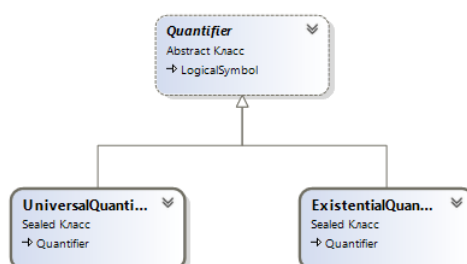 Quantifier
Abstract Класс
LogicalSymbol
UniversalQuanti...
Sealed Класс
Quantifier
ExistentialQuan...
Sealed Класс
Quantifier